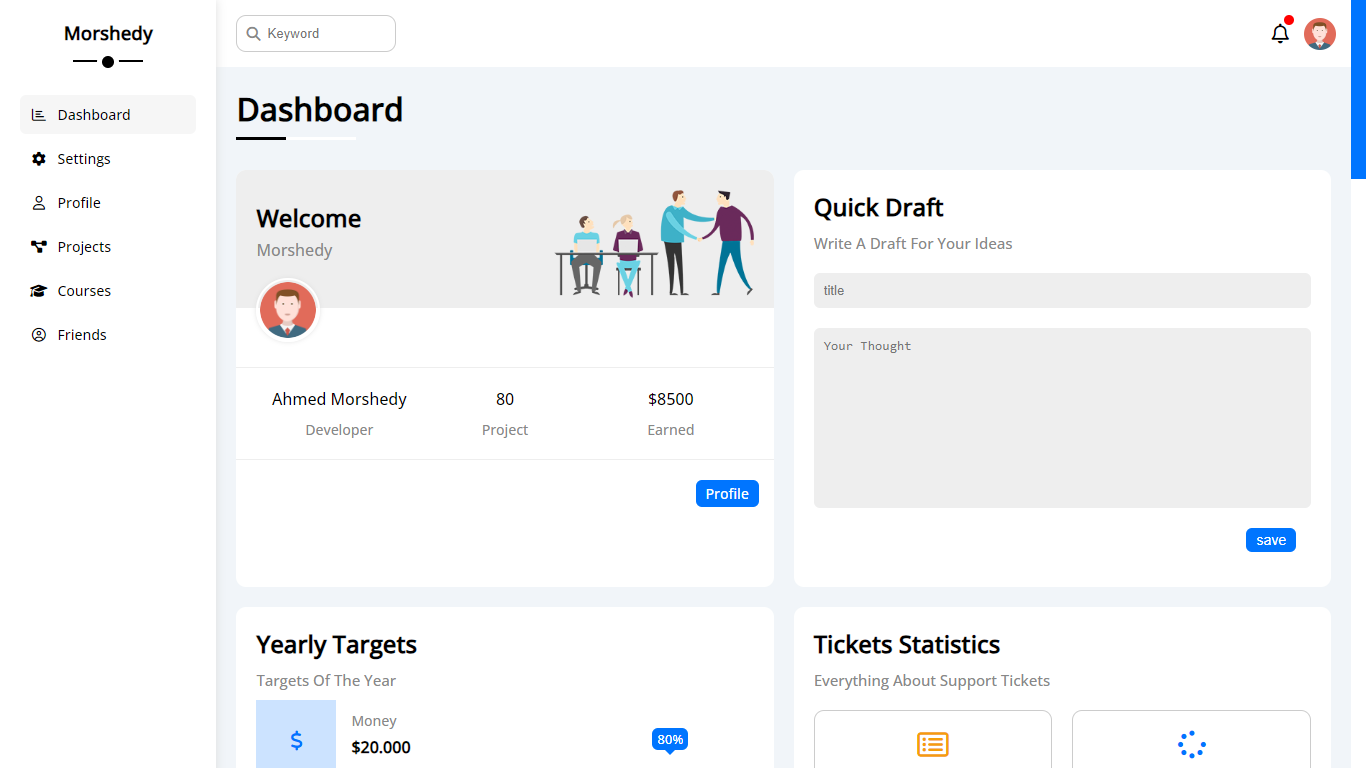 Morshedy
Dashboard
Settings
Profile
Projects
Courses
Friends
Keyword
Dashboard
Welcome
Morshedy
Ahmed Morshedy
Developer
80
Project
$8500
Earned
Profile
Quick Draft
Write A Draft For Your Ideas
title
Your Thought
save
Yearly Targets
Targets Of The Year
Money
$20.000
80%
Tickets Statistics
Everything About Support Tickets